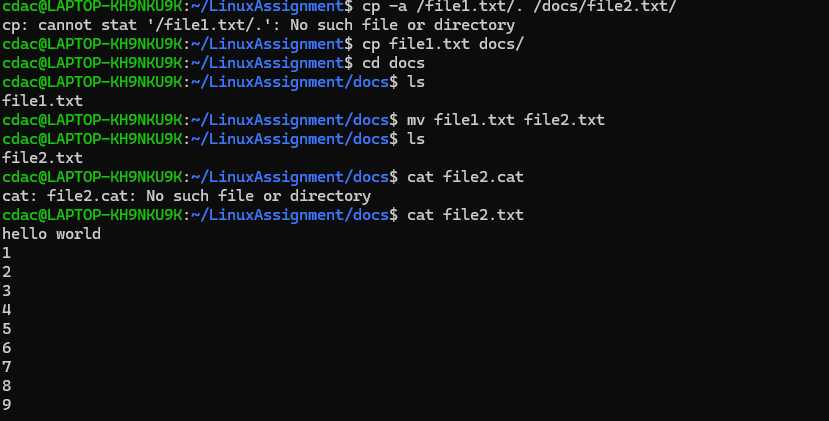 cdac@LAPTOP-KH9NKU9K:~/LinuxAssignment$ cp -a /file1.txt/. /docs/file2.txt/
cp: cannot stat '/file1.txt/.': No such file or directory
cdac@LAPTOP-KH9NKU9K:~/LinuxAssignment$ cp file1.txt docs/
cdac@LAPTOP-KH9NKU9K:~/LinuxAssignment$ cd docs
cdac@LAPTOP-KH9NKU9K:~/LinuxAssignment/docs$ ls
file1.txt
cdac@LAPTOP-KH9NKU9K:~/LinuxAssignment/docs$ mv file1.txt file2.txt
cdac@LAPTOP-KH9NKU9K:~/LinuxAssignment/docs$ ls
file2.txt
cdac@LAPTOP-KH9NKU9K:~/LinuxAssignment/docs$ cat file2.cat
cat: file2.cat: No such file or directory
cdac@LAPTOP-KH9NKU9K:~/LinuxAssignment/docs$ cat file2.txt
hello world
1
2
3
4
5
6
7
8
9